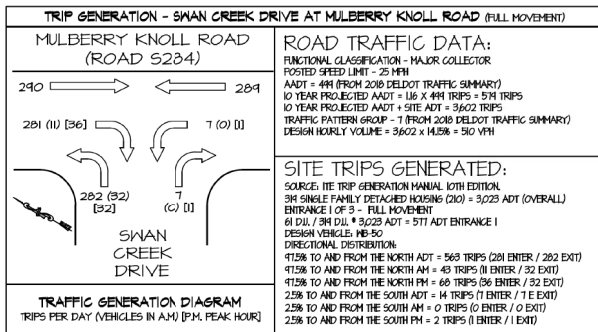 TRIP GENERATION - SWAN CREEK DRIVE AT MULBERRY KNOLL ROAD (FULL MOVEMENT)
MULBERRY KNOLL ROAD
(ROAD S234)
290
289
281 (11) [36]
7 (0) [1]
282 (32)
[32]
7
(0) [1]
SWAN
CREEK
DRIVE
TRAFFIC GENERATION DIAGRAM
TRIPS PER DAY (VEHICLES IN A.M) [P.M. PEAK HOUR]
ROAD TRAFFIC DATA:
FUNCTIONAL CLASSIFICATION - MAJOR COLLECTOR
POSTED SPEED LIMIT - 25 MPH
AADT = 499 (FROM 2018 DELDOT TRAFFIC SUMMARY)
10 YEAR PROJECTED AADT = 1.16 X 499 TRIPS = 579 TRIPS
10 YEAR PROJECTED AADT + SITE ADT = 3,602 TRIPS
TRAFFIC PATTERN GROUP - 7 (FROM 2018 DELDOT TRAFFIC SUMMARY)
DESIGN HOURLY VOLUME = 3,602 x 14.15% = 510 VPH
SITE TRIPS GENERATED:
SOURCE: ITE TRIP GENERATION MANUAL 10TH EDITION.
319 SINGLE FAMILY DETACHED HOUSING (210) = 3,023 ADT (OVERALL)
ENTRANCE 1 OF 3 - FULL MOVEMENT
61 D.U. / 319 D.U. * 3,023 ADT = 577 ADT ENTRANCE 1
DESIGN VEHICLE: WB-50
DIRECTIONAL DISTRIBUTION:
97.5% TO AND FROM THE NORTH ADT = 563 TRIPS (281 ENTER / 282 EXIT)
97.5% TO AND FROM THE NORTH AM = 43 TRIPS (11 ENTER / 32 EXIT)
97.5% TO AND FROM THE NORTH PM = 68 TRIPS (36 ENTER / 32 EXIT)
2.5% TO AND FROM THE SOUTH ADT = 14 TRIPS (7 ENTER / 7 E EXIT)
2.5% TO AND FROM THE SOUTH AM = 0 TRIPS (0 ENTER / 0 EXIT)
2.5% TO AND FROM THE SOUTH PM = 2 TRIPS (1 ENTER / 1 EXIT)